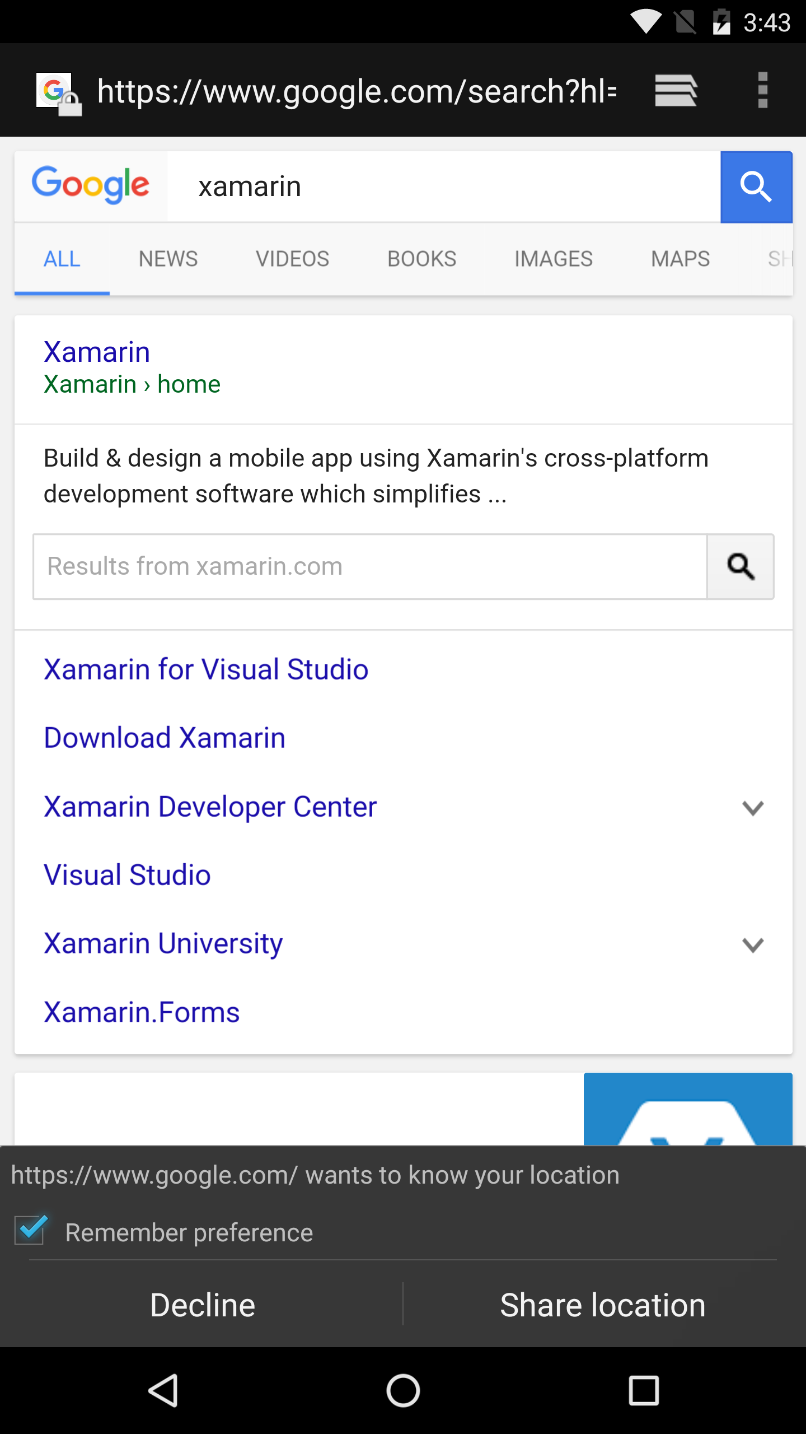 3:43
https://www.google.com/search?hl=
Google xamarin
ALL NEWS VIDEOS BOOKS IMAGES MAPS SH
Xamarin
Xamarin › home
Build & design a mobile app using Xamarin's cross-platform
development software which simplifies ...
Results from xamarin.com
Xamarin for Visual Studio
Download Xamarin
Xamarin Developer Center
Visual Studio
Xamarin University
Xamarin.Forms
https://www.google.com/ wants to know your location
Remember preference
Decline Share location